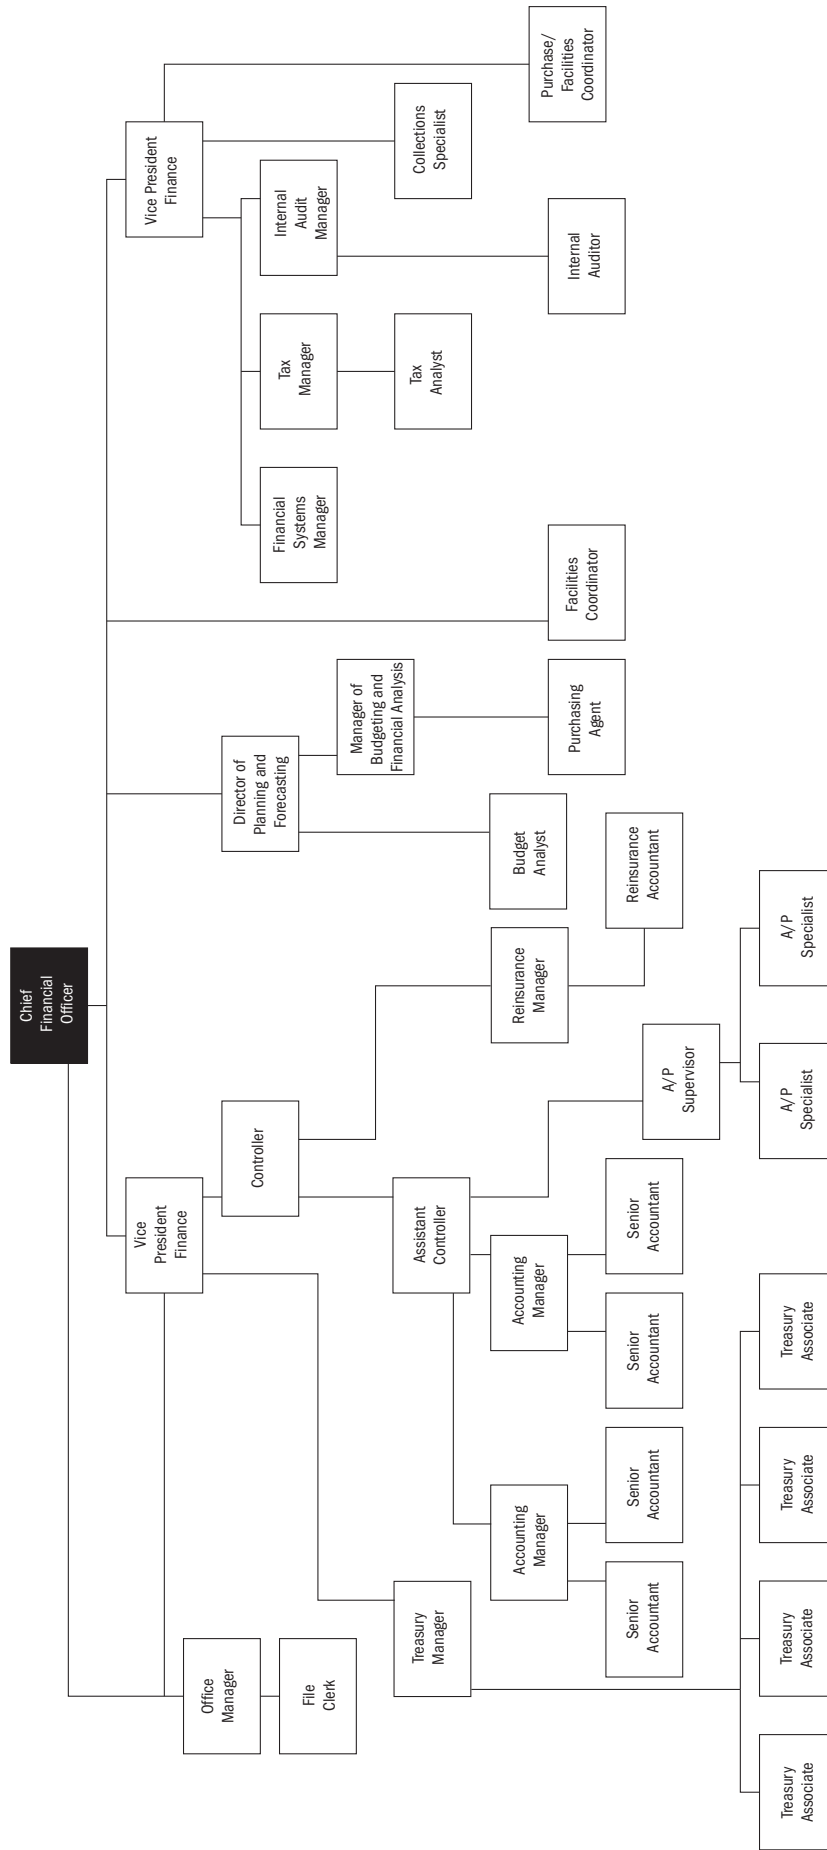 Chief
Financial
Officer
Vice
President
Finance
Vice President
Finance
Office
Manager
Controller
Director of
Planning and
Forecasting
File
Clerk
Financial
Systems
Manager
Tax
Manager
Internal
Audit
Manager
Manager of
Budgeting and
Financial Analysis
Treasury
Manager
Assistant
Controller
Tax
Analyst
Collections
Specialist
Accounting
Manager
Accounting
Manager
Reinsurance
Manager
Budget
Analyst
Purchase/
Facilities
Coordinator
Purchasing
Agent
Facilities
Coordinator
Internal
Auditor
Senior
Accountant
Senior
Accountant
Senior
Accountant
Senior
Accountant
Reinsurance
Accountant
A/P
Supervisor
Treasury
Associate
Treasury
Associate
Treasury
Associate
Treasury
Associate
A/P
Specialist
A/P
Specialist